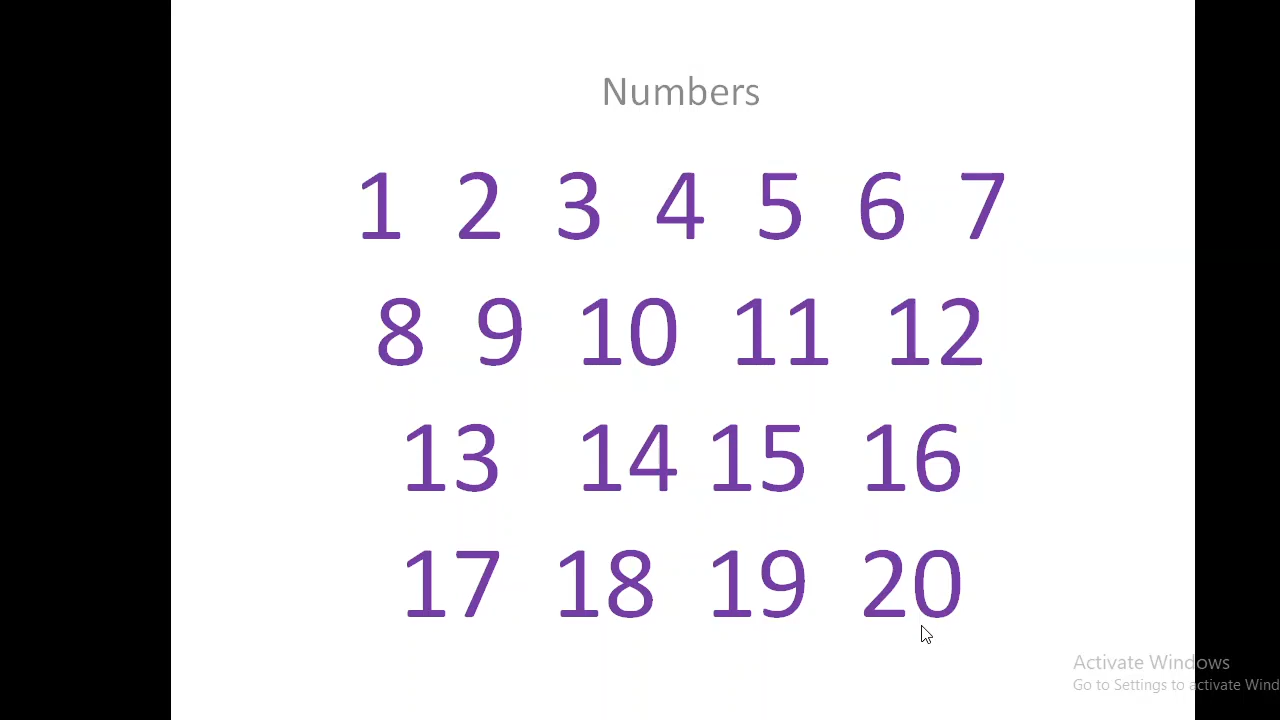 Numbers
1 2 3 4 5 6 7
8 9 10 11 12
13 14 15 16
17 18 19 20
Activate Windows
Go to Settings to activate Wind